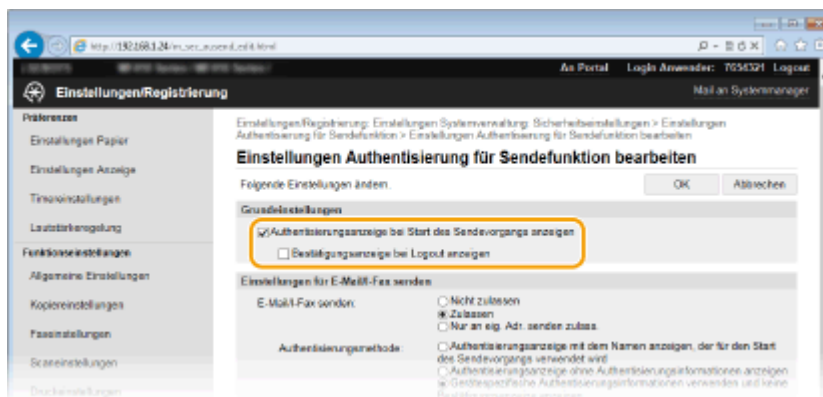 http://192.168.1.24/m_sec_ausend_edit.html
An Portal Login Anwender: 7654321 Logout
Einstellungen/Registrierung
Mail an Systemmanager
Präferenzen
Einstellungen Papier
Einstellungen Anzeige
Timereinstellungen
Lautstärkeregelung
Funktionseinstellungen
Allgemeine Einstellungen
Kopiereinstellungen
Faxeinstellungen
Scaneinstellungen
Druckeinstellungen
Einstellungen/Registrierung: Einstellungen Systemverwaltung: Sicherheitseinstellungen > Einstellungen
Authentisierung für Sendefunktion > Einstellungen Authentisierung für Sendefunktion bearbeiten
Einstellungen Authentisierung für Sendefunktion bearbeiten
Folgende Einstellungen ändern.
OK Abbrechen
Grundeinstellungen
Authentisierungsanzeige bei Start des Sendevorgangs anzeigen
Bestätigungsanzeige bei Logout anzeigen
Einstellungen für E-Mail/I-Fax senden
E-Mail/I-Fax senden: Nicht zulassen
Zulassen
Nur an eig. Adr. senden zulass.
Authentisierungsmethode: Authentisierungsanzeige mit dem Namen anzeigen, der für den Start
des Sendevorgangs verwendet wird
Authentisierungsanzeige ohne Authentisierungsinformationen anzeigen
Gerätespezifische Authentisierungsinformationen verwenden und keine